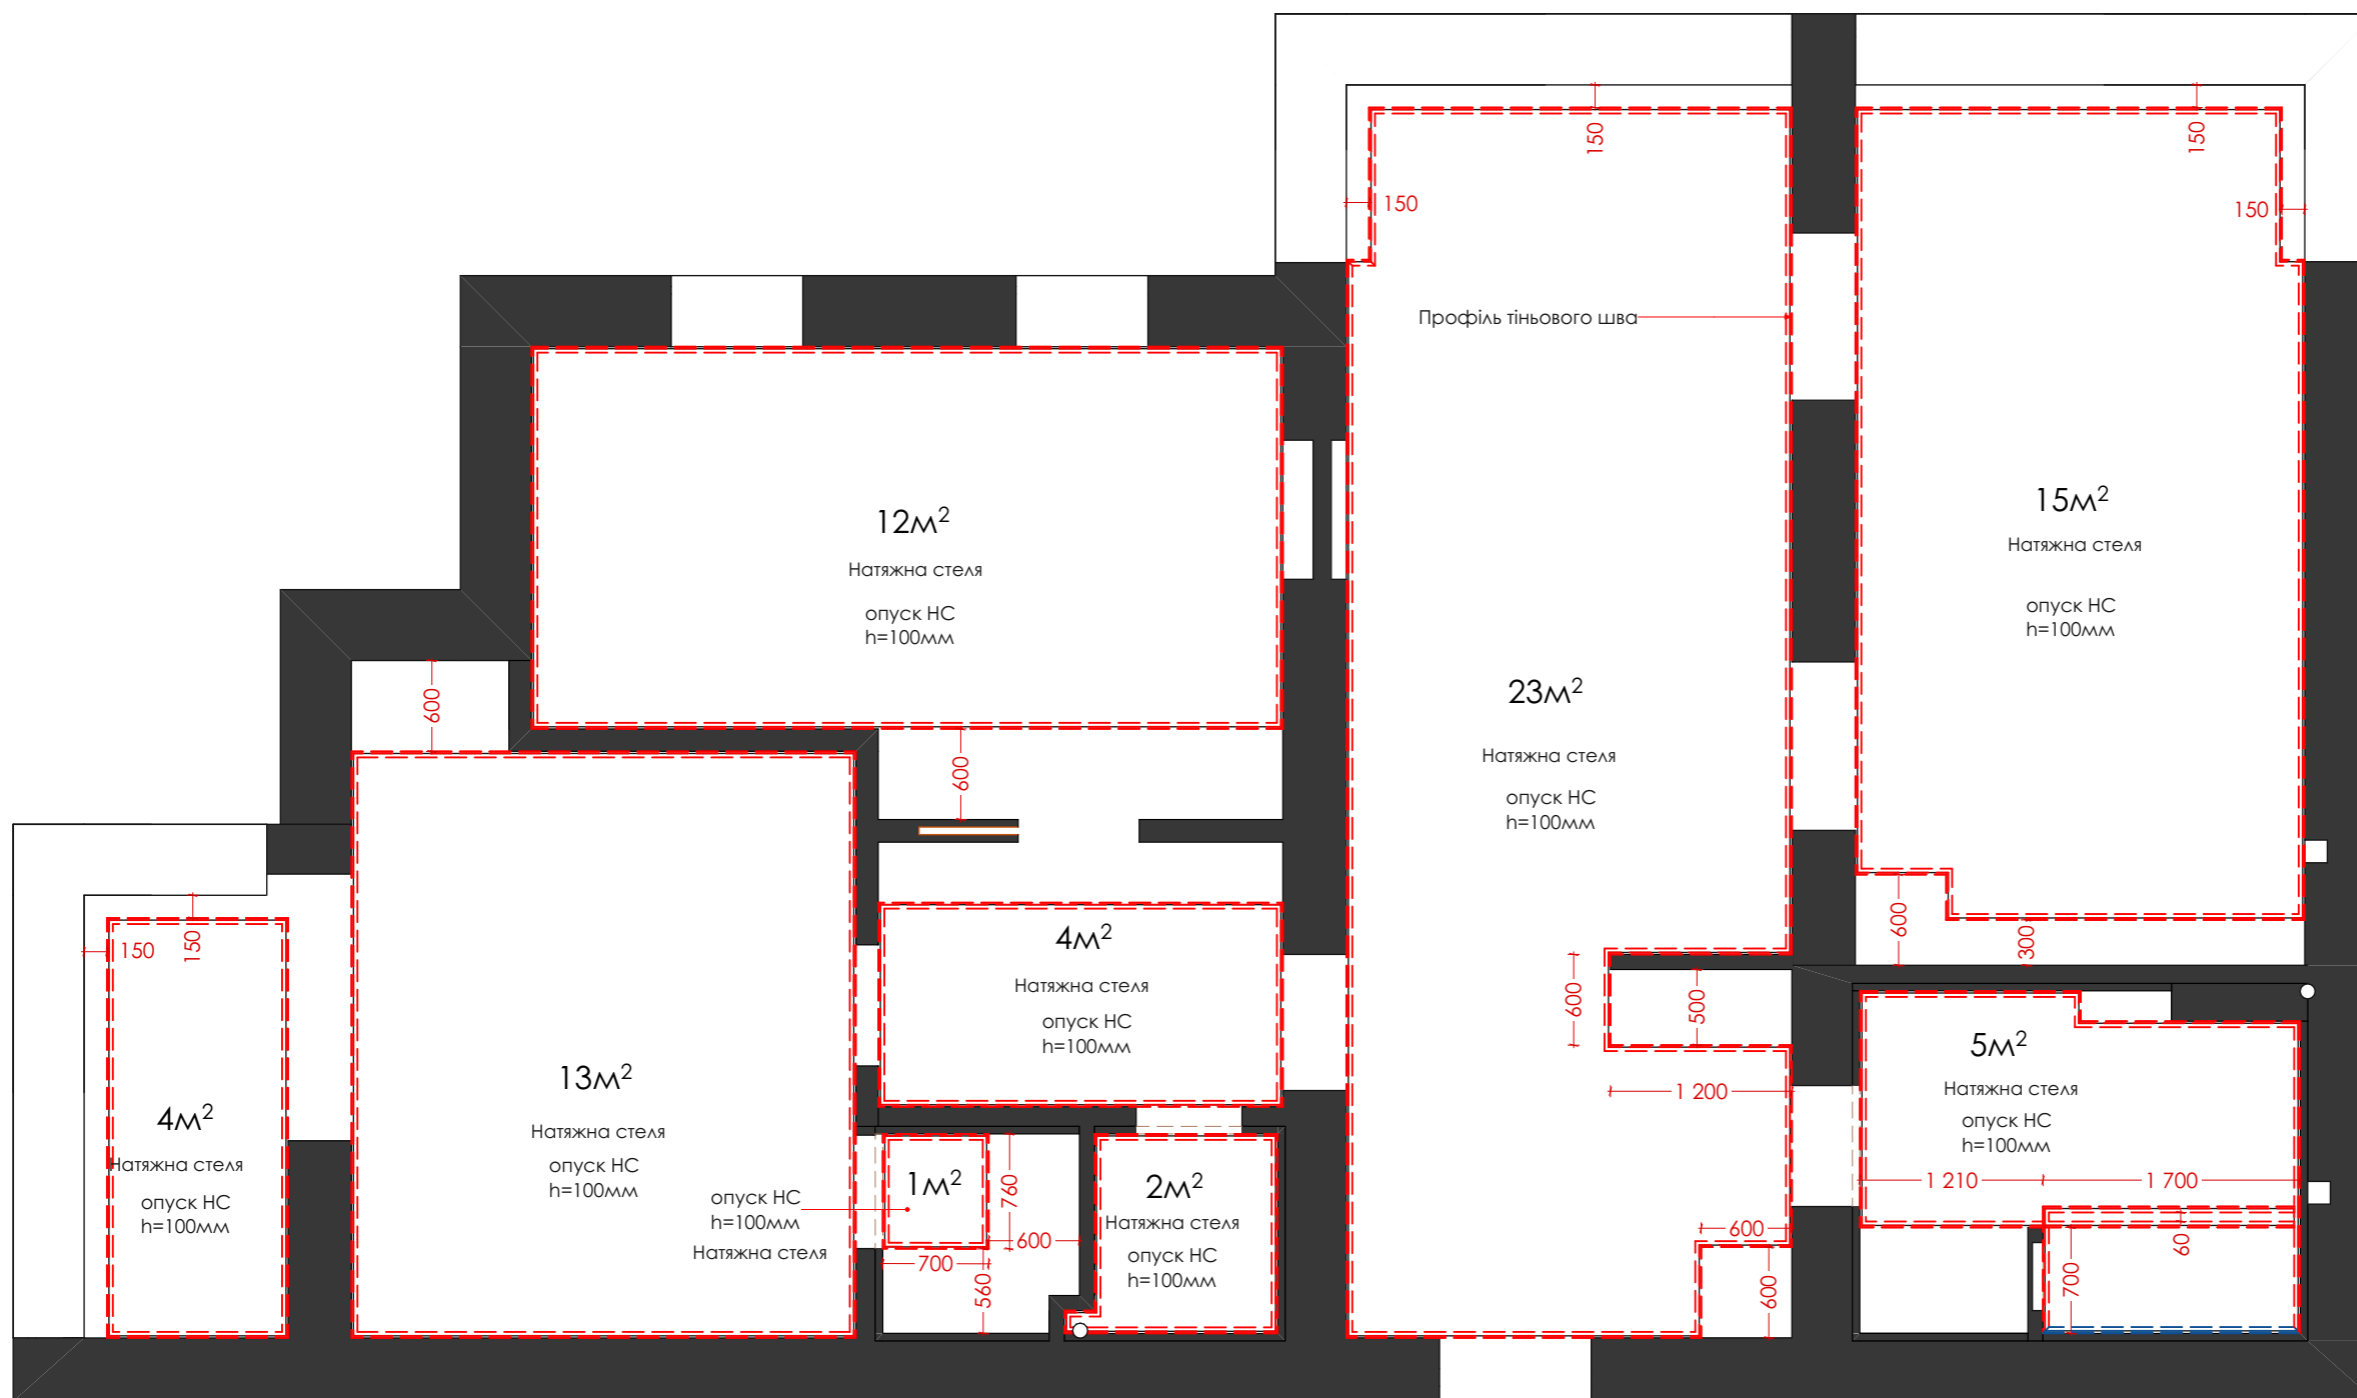 150
150
150
150
Профіль тіньового шва
12м²
Натяжна стеля
опуск НС
h=100мм
15м²
Натяжна стеля
опуск НС
h=100мм
600
23м²
Натяжна стеля
опуск НС
h=100мм
600
600
300
150
150
4м²
Натяжна стеля
опуск НС
h=100мм
13м²
Натяжна стеля
опуск НС
h=100мм
4м²
Натяжна стеля
опуск НС
h=100мм
600
500
1 200
5м²
Натяжна стеля
опуск НС
h=100мм
1 210
1 700
опуск НС
h=100мм
Натяжна стеля
1м²
760
600
700
560
2м²
Натяжна стеля
опуск НС
h=100мм
600
600
60
700